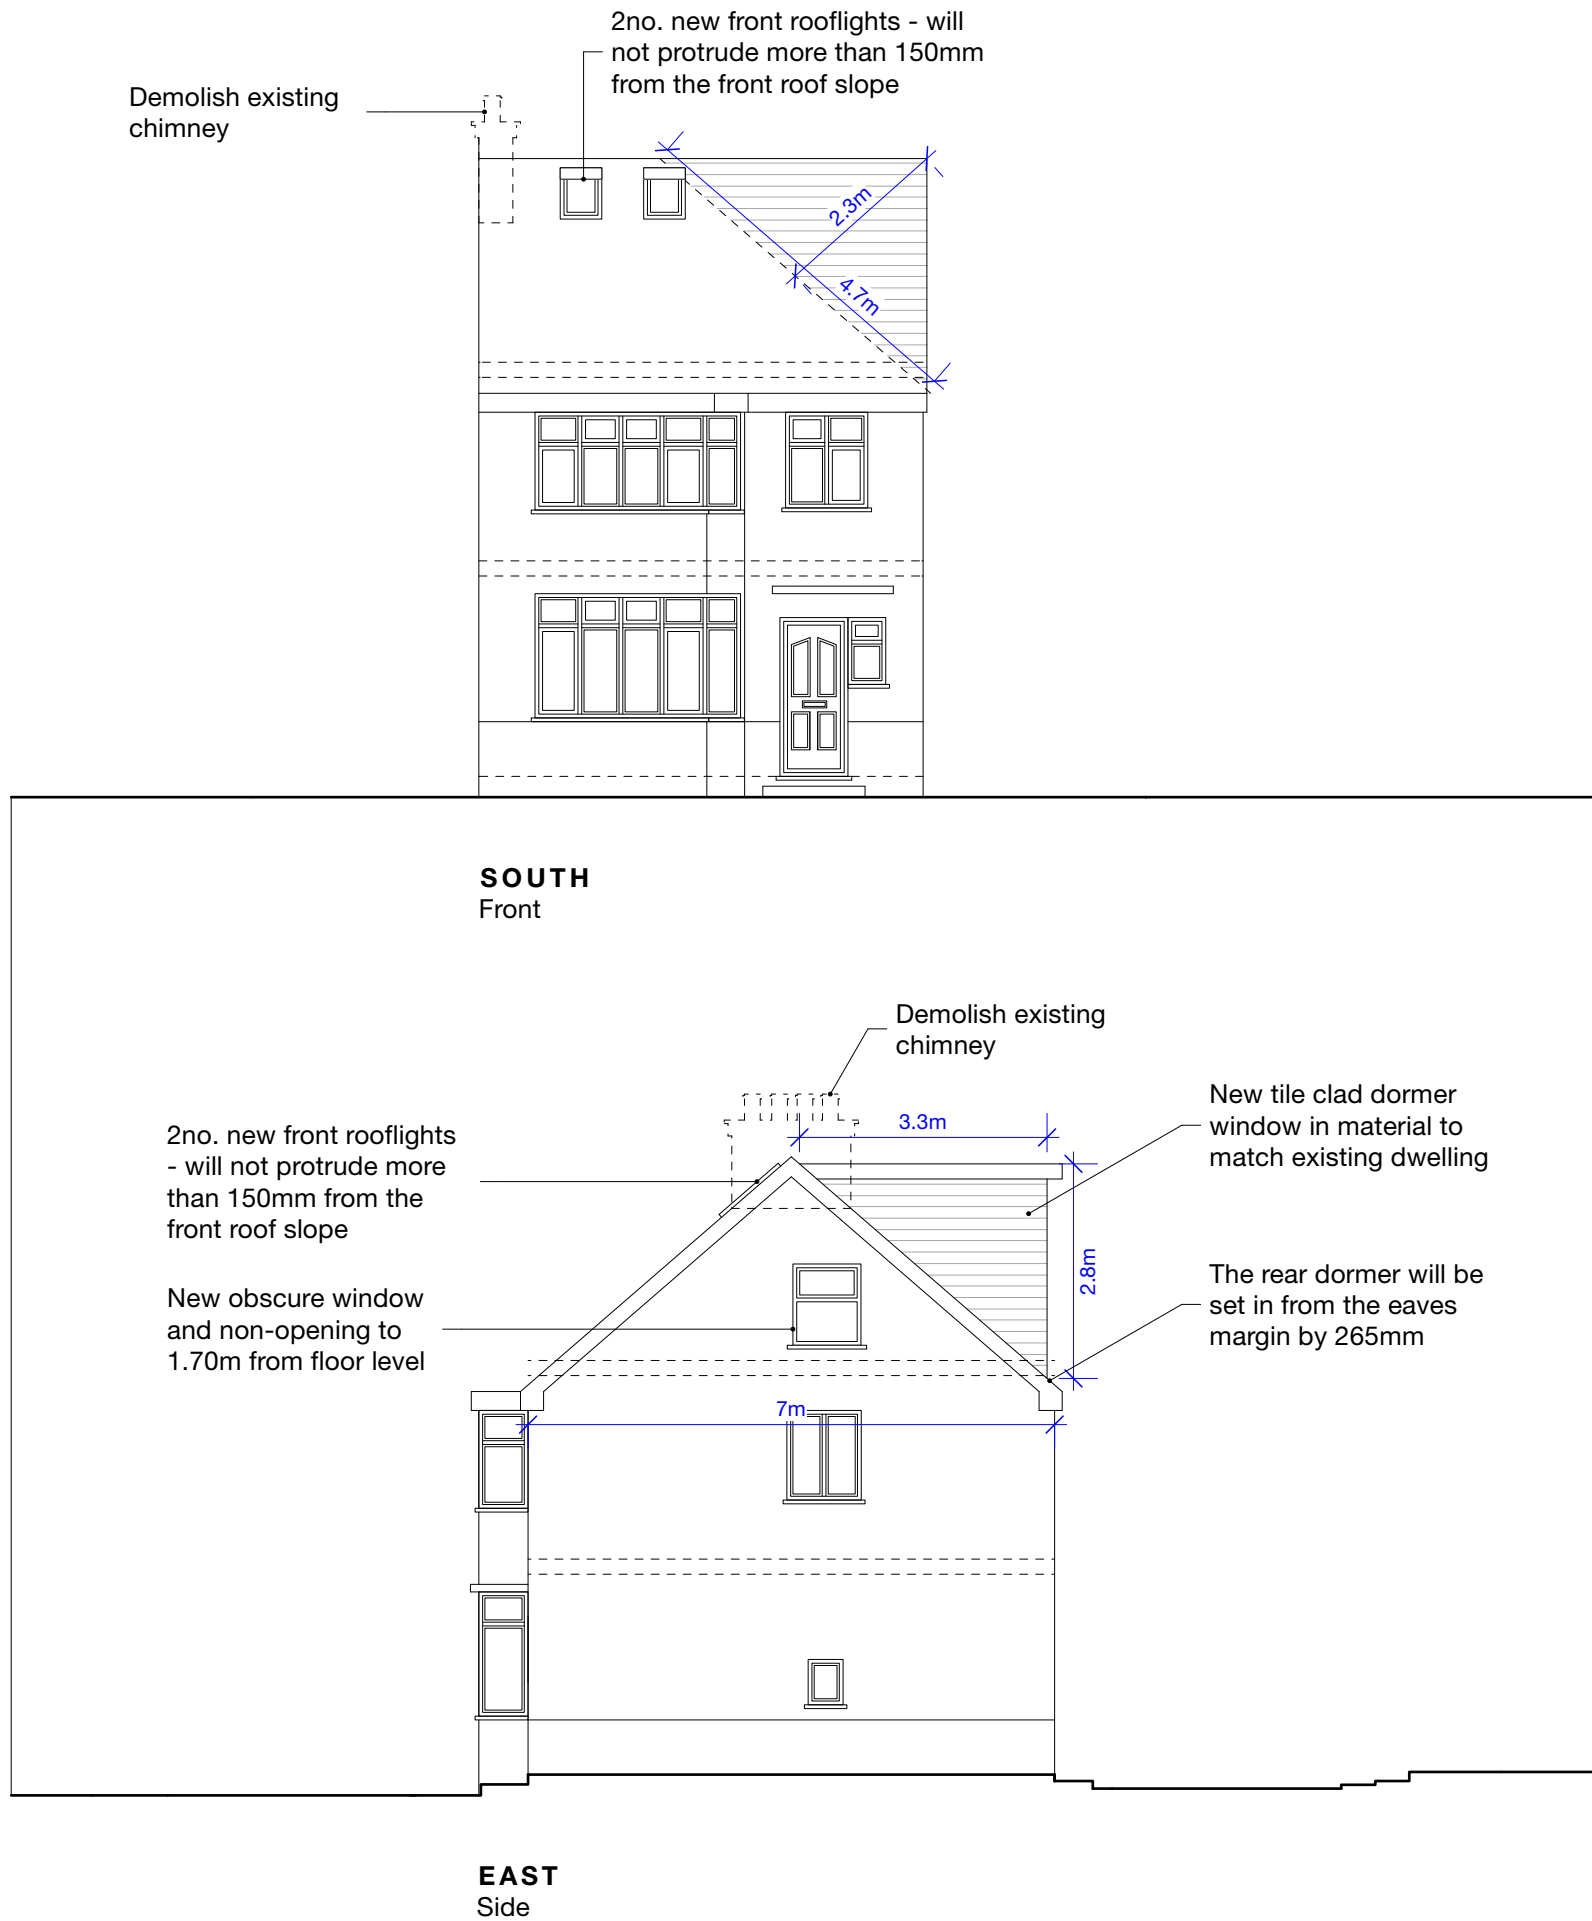 2no. new front rooflights - will
not protrude more than 150mm
from the front roof slope
Demolish existing
chimney
2.3m
4.7m
SOUTH
Front
Demolish existing
chimney
New tile clad dormer
window in material to
match existing dwelling
3.3m
2no. new front rooflights
- will not protrude more
than 150mm from the
front roof slope
2.8m
The rear dormer will be
set in from the eaves
margin by 265mm
New obscure window
and non-opening to
1.70m from floor level
7m
EAST
Side